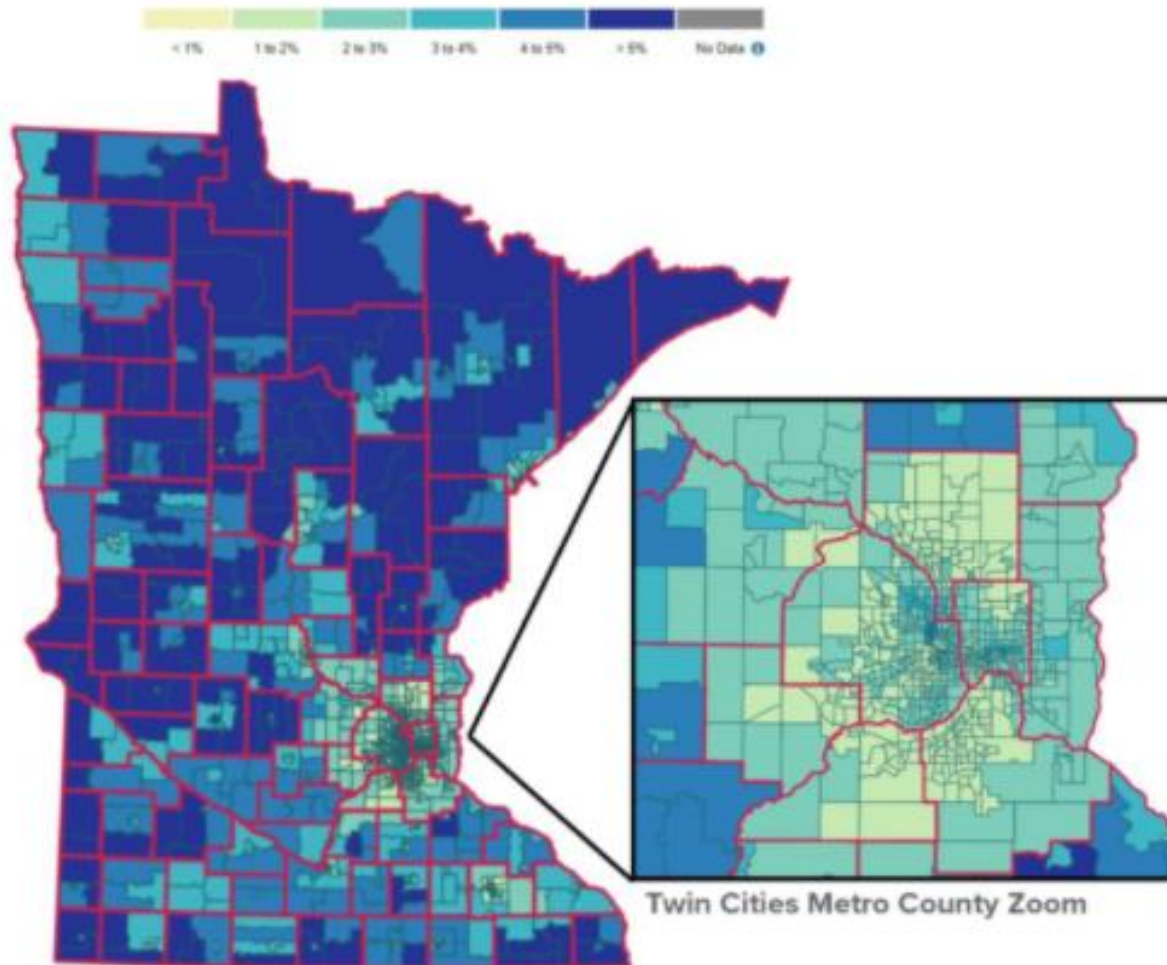 < 1% 1 to 2% 2 to 3% 3 to 4% 4 to 5% > 5% No Data
Twin Cities Metro County Zoom